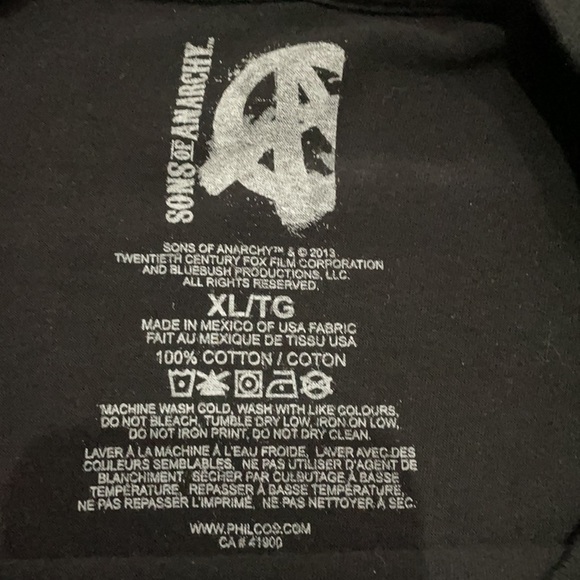 SONS OF ANARCHY™
SONS OF ANARCHY™ & © 2013
TWENTIETH CENTURY FOX FILM CORPORATION
AND BLUEBUSH PRODUCTIONS, LLC.
ALL RIGHTS RESERVED.
XL/TG
MADE IN MEXICO OF USA FABRIC
FAIT AU MEXIQUE DE TISSU USA
100% COTTON / COTON
MACHINE WASH COLD, WASH WITH LIKE COLOURS,
DO NOT BLEACH, TUMBLE DRY LOW, IRON ON LOW,
DO NOT IRON PRINT, DO NOT DRY CLEAN.
LAVER À LA MACHINE À L'EAU FROIDE, LAVER AVEC DES
COULEURS SEMBLABLES, NE PAS UTILISER D'AGENT DE
BLANCHIMENT, SÉCHER PAR CULBUTAGE À BASSE
TEMPÉRATURE, REPASSER À BASSE TEMPÉRATURE,
NE PAS REPASSER L'IMPRIMÉ, NE PAS NETTOYER À SEC.
WWW.PHILCOS.COM
CA # 41900